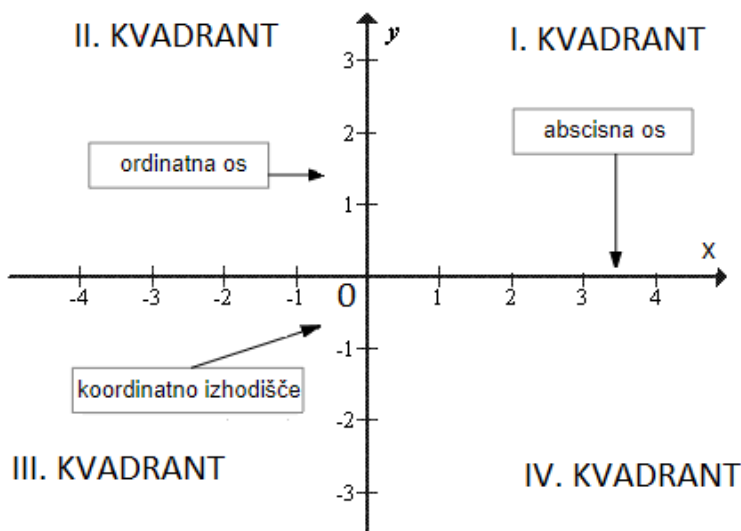 II. KVADRANT
y
I. KVADRANT
3
2
abscisna os
ordinatna os
1
x
-4 -3 -2 -1 0 1 2 3 4
-1
koordinatno izhodišče
-2
III. KVADRANT
IV. KVADRANT
-3